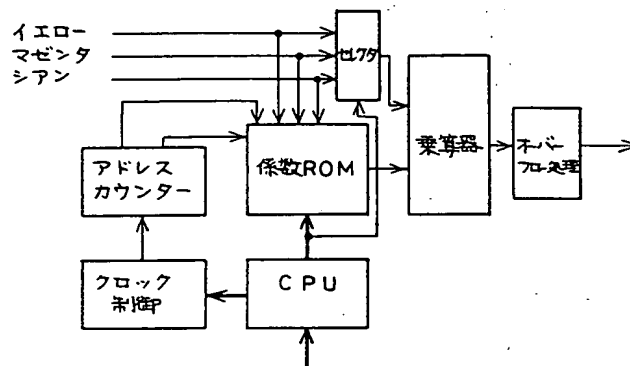 イエロー
マゼンタ
シアン
セレクタ
乗算器
オーバー
フロー処理
係数ROM
アドレス
カウンター
クロック
制御
CPU